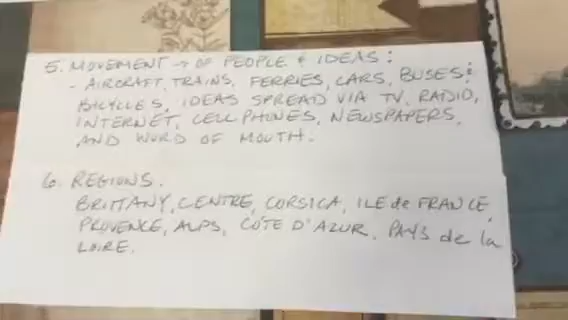 5. MOVEMENT → OF PEOPLE & IDEAS:
- AIRCRAFT, TRAINS, FERRIES, CARS, BUSES:
BICYCLES, IDEAS SPREAD VIA TV, RADIO,
INTERNET, CELL PHONES, NEWSPAPERS,
AND WORD OF MOUTH.
6. REGIONS.
BRITTANY, CENTRE, CORSICA, ILE de FRANCE,
PROVENCE, ALPS, CÔTE D'AZUR, PAYS de la
LOIRE.